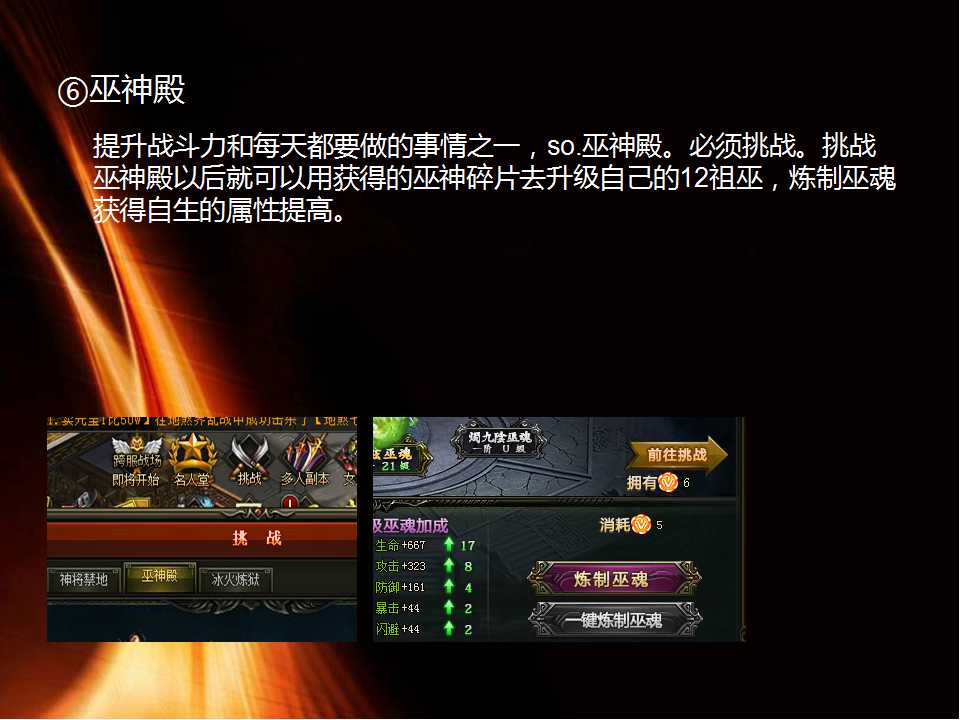 ⑥巫神殿
提升战斗力和每天都要做的事情之一，so.巫神殿。必须挑战。挑战
巫神殿以后就可以用获得的巫神碎片去升级自己的12祖巫，炼制巫魂
获得自生的属性提高。
跨服战场
即将开始
名人堂
挑战
多人副本
女
挑 战
神将禁地
巫神殿
冰火炼狱
玄巫魂
21 级
烛九阴巫魂
一阶 0 级
前往挑战
拥有 6
级巫魂加成
生命+667 17
攻击+323 8
防御+161 4
暴击+44 2
闪避+44 2
消耗 5
炼制巫魂
一键炼制巫魂